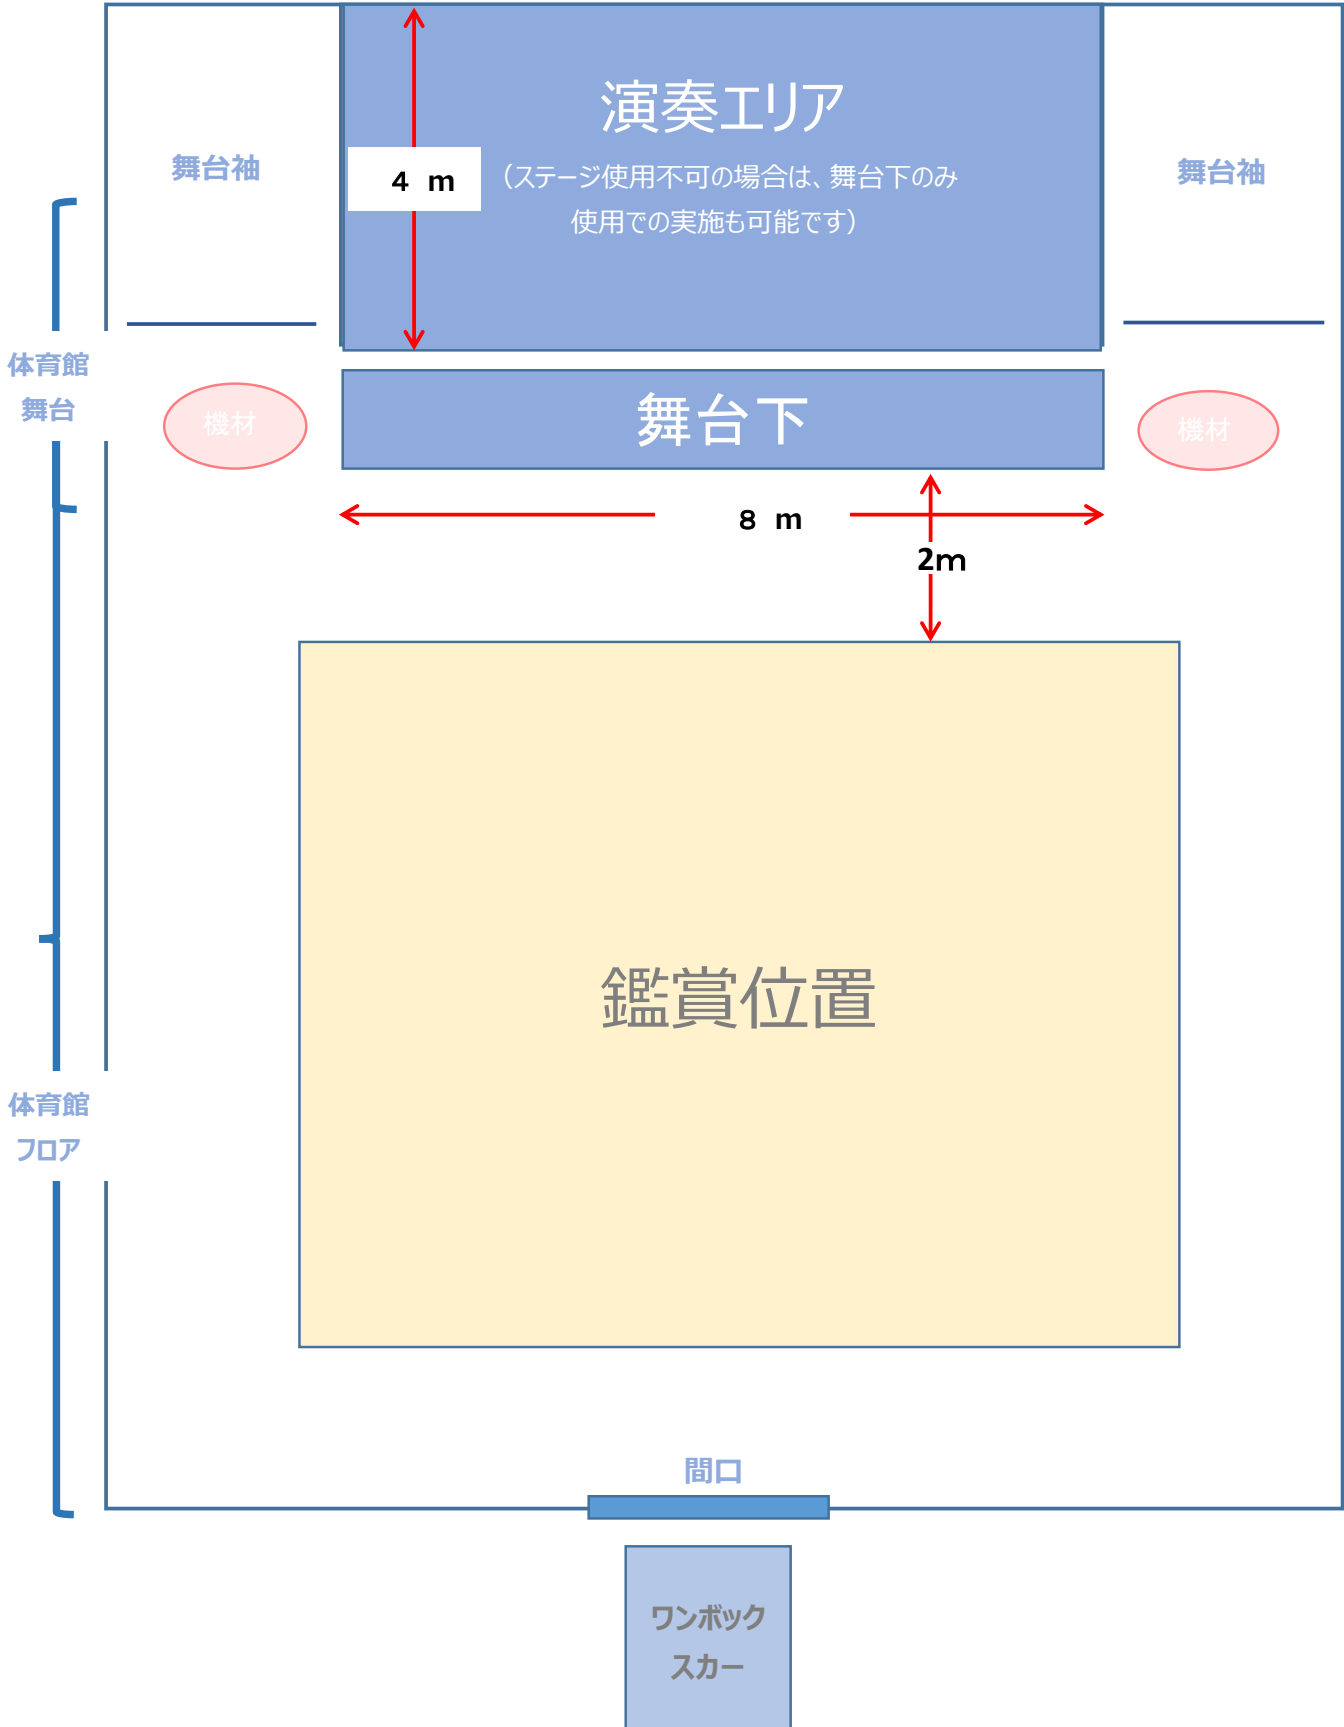 演奏エリア
（ステージ使用不可の場合は、舞台下のみ
使用での実施も可能です）
4 m
舞台袖
舞台袖
体育館
舞台
機材
舞台下
機材
8 m
2m
鑑賞位置
体育館
フロア
間口
ワンボック
スカー